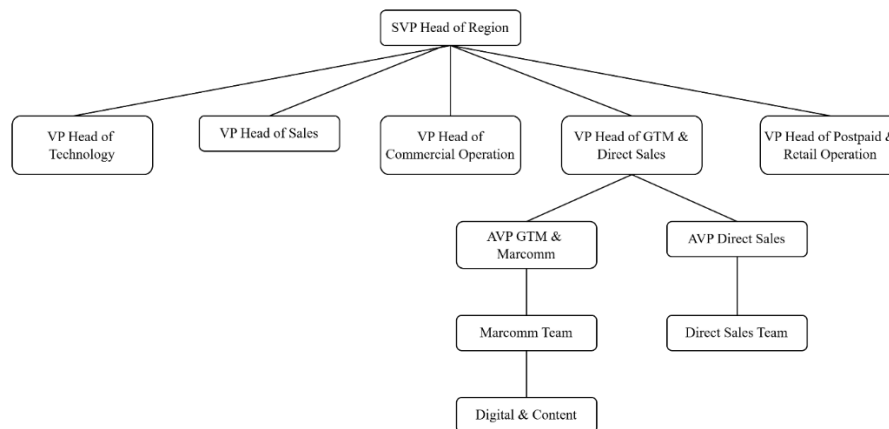 SVP Head of Region
VP Head of
Technology
VP Head of Sales
VP Head of
Commercial Operation
VP Head of GTM &
Direct Sales
VP Head of Postpaid &
Retail Operation
AVP GTM &
Marcomm
AVP Direct Sales
Marcomm Team
Direct Sales Team
Digital & Content